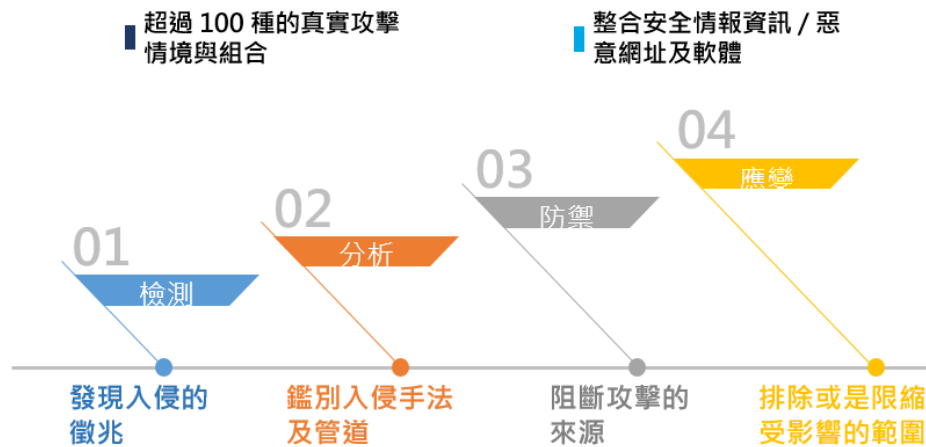 超過 100 種的真實攻擊
情境與組合
整合安全情報資訊 / 惡
意網址及軟體
01
檢測
02
分析
03
防禦
04
應變
發現入侵的
徵兆
鑑別入侵手法
及管道
阻斷攻擊的
來源
排除或是限縮
受影響的範圍